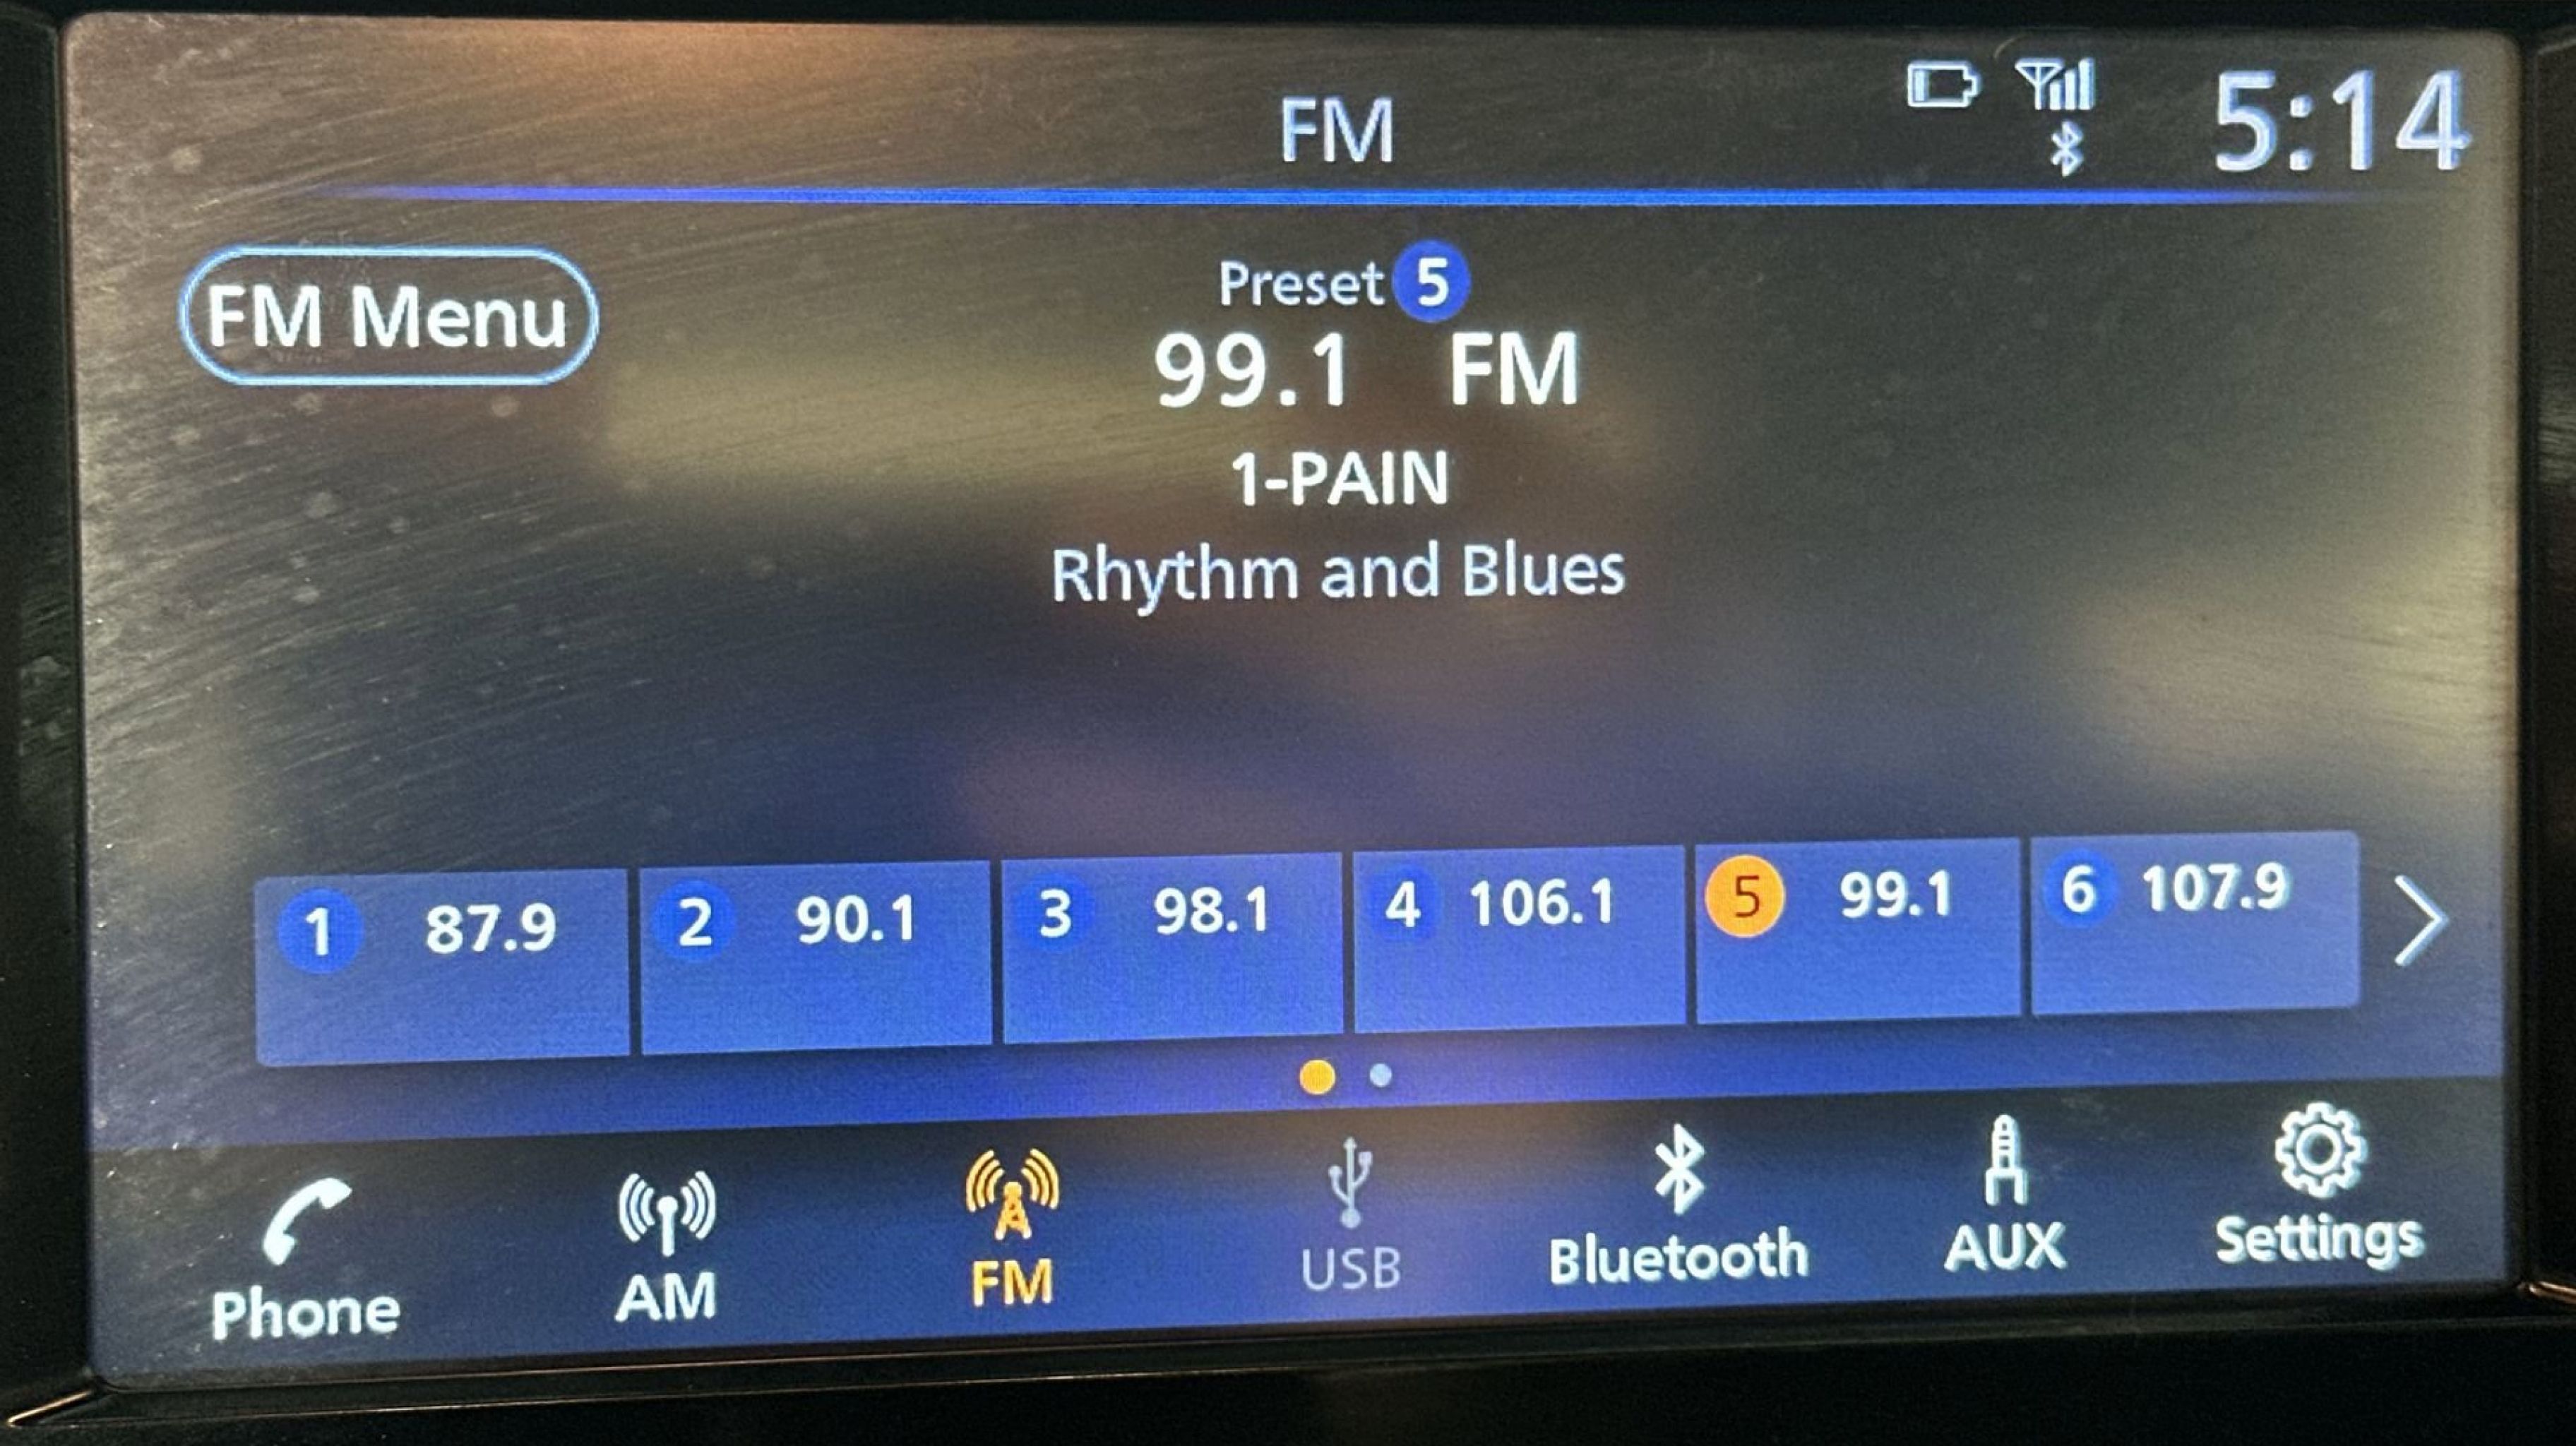 FM
5:14
FM Menu
Preset 5
99.1 FM
1-PAIN
Rhythm and Blues
1 87.9 2 90.1 3 98.1 4 106.1 5 99.1 6 107.9
Phone AM FM USB Bluetooth AUX Settings